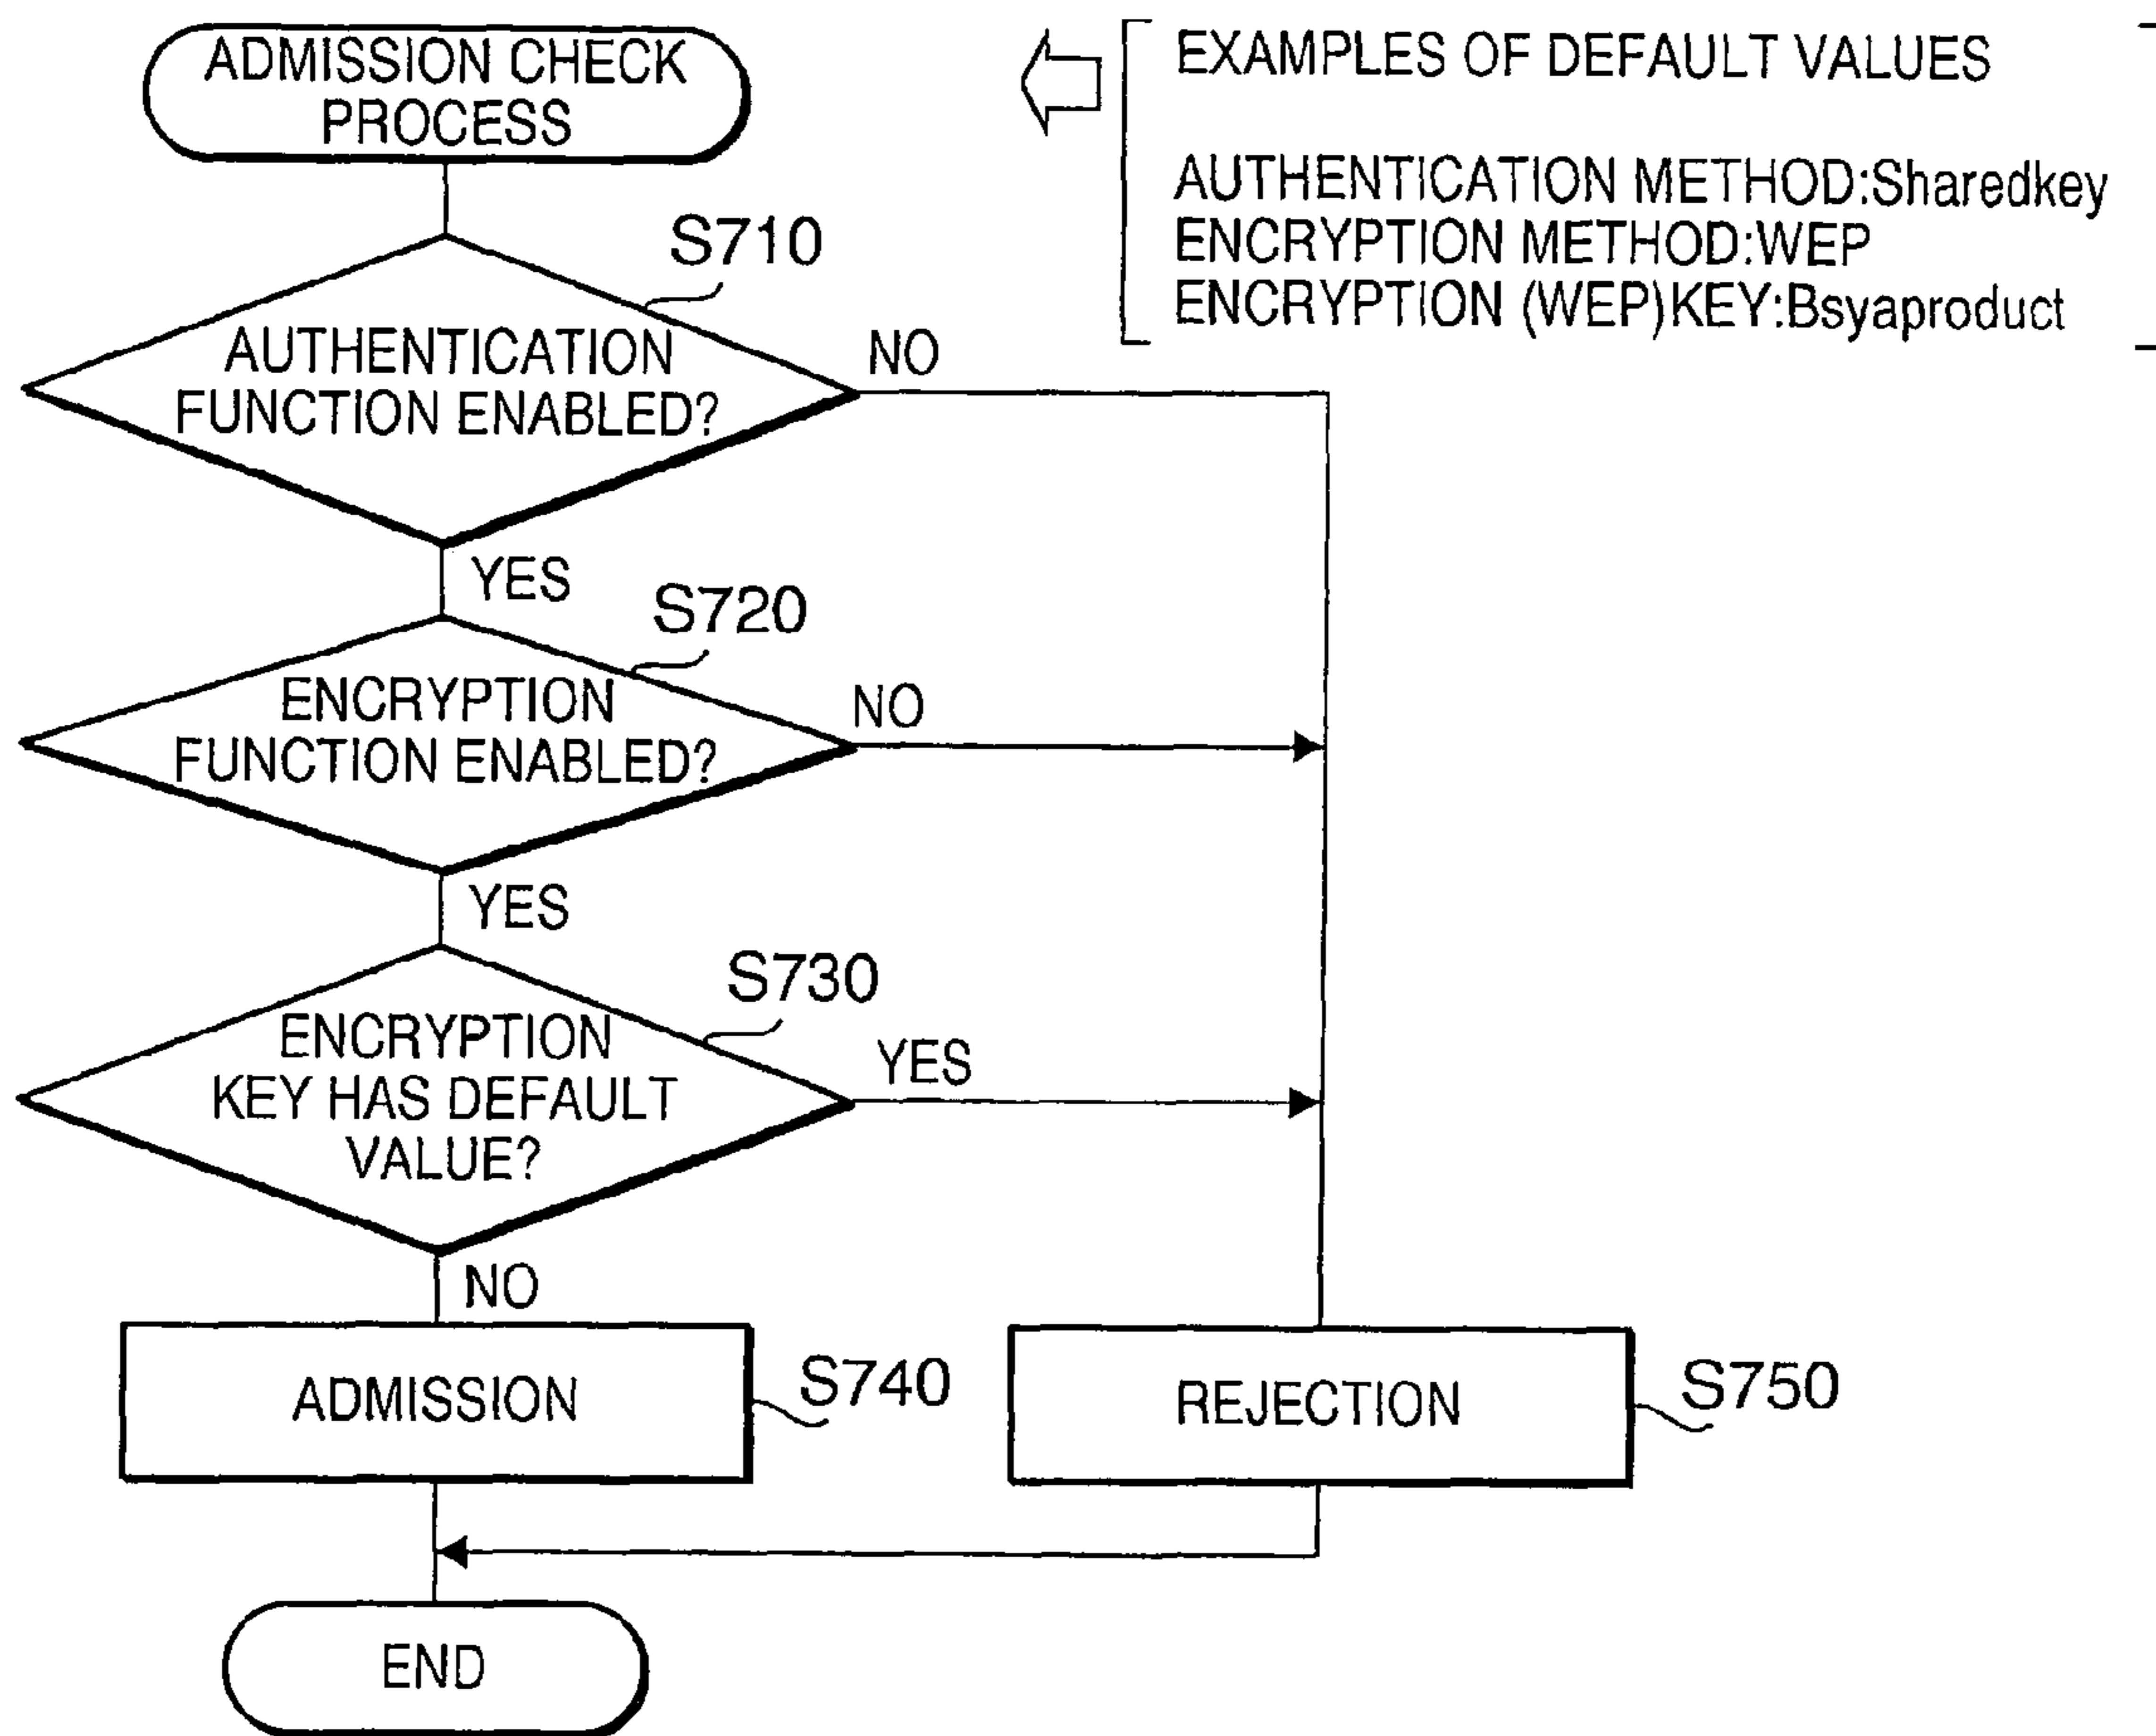 ADMISSION CHECK
PROCESS
EXAMPLES OF DEFAULT VALUES
AUTHENTICATION METHOD:Sharedkey
ENCRYPTION METHOD:WEP
ENCRYPTION (WEP)KEY:Bsyaproduct
S710
AUTHENTICATION
FUNCTION ENABLED?
NO
YES
S720
ENCRYPTION
FUNCTION ENABLED?
NO
YES
S730
ENCRYPTION
KEY HAS DEFAULT
VALUE?
YES
NO
ADMISSION
S740
REJECTION
S750
END